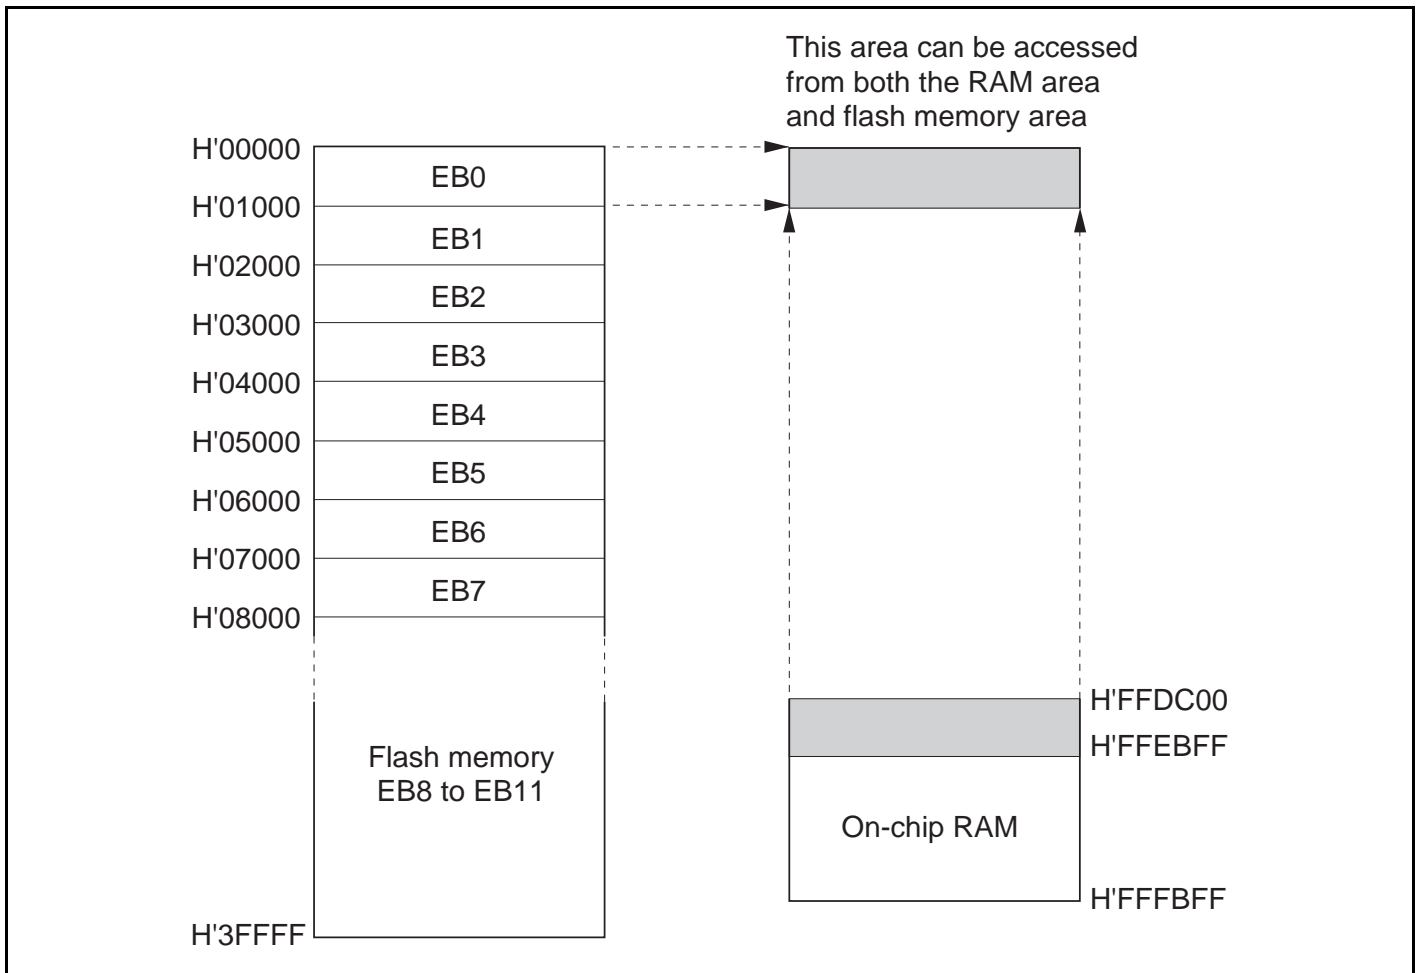 This area can be accessed
from both the RAM area
and flash memory area
H'00000
EB0
H'01000
EB1
H'02000
EB2
H'03000
EB3
H'04000
EB4
H'05000
EB5
H'06000
EB6
H'07000
EB7
H'08000
Flash memory
EB8 to EB11
H'3FFFF
H'FFDC00
H'FFEBFF
On-chip RAM
H'FFFBFF